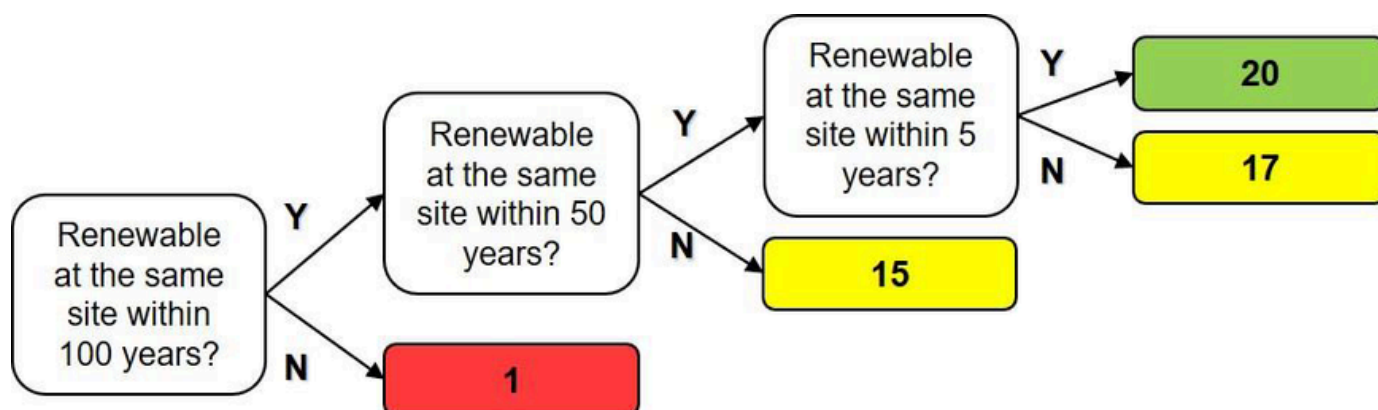 Renewable
at the same
site within
100 years?
Y
N
Renewable
at the same
site within 50
years?
1
Y
N
Renewable
at the same
site within 5
years?
15
Y
N
20
17